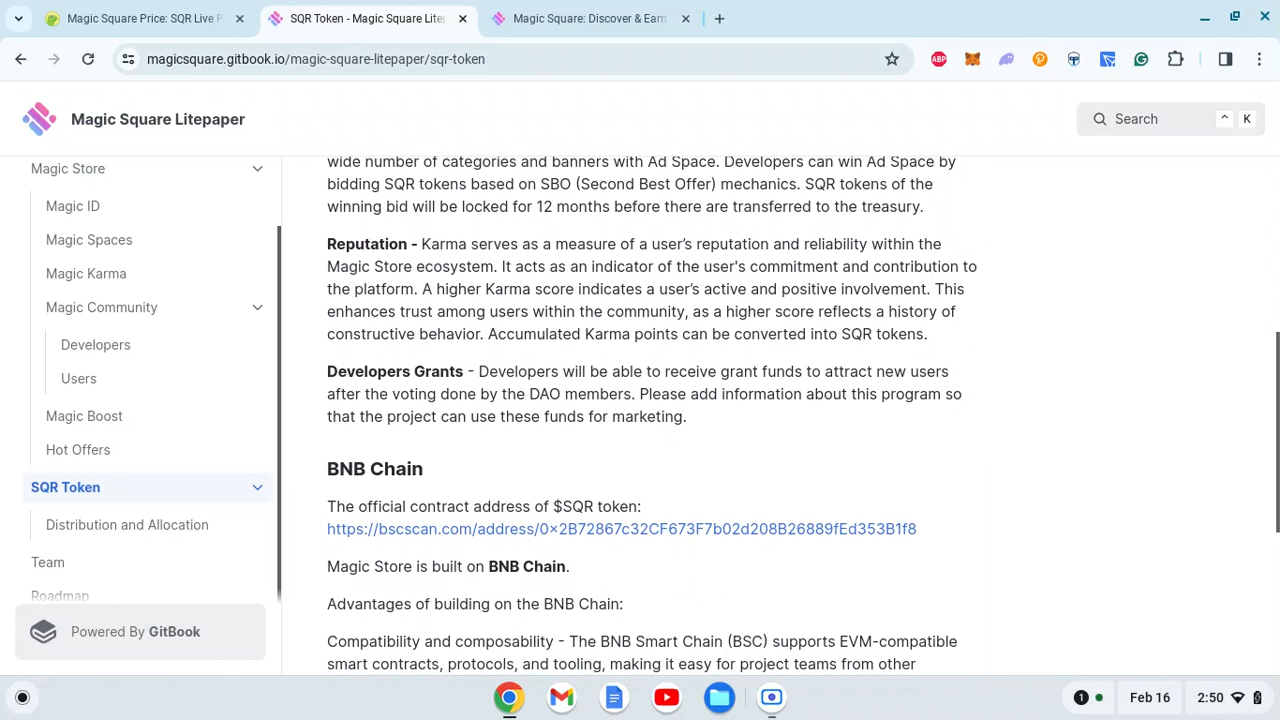 Magic Square Price: SQR Live P
SQR Token - Magic Square Lite
Magic Square: Discover & Earn
magicsquare.gitbook.io/magic-square-litepaper/sqr-token
ABP
Magic Square Litepaper
Search
^ K
Magic Store
Magic ID
Magic Spaces
Magic Karma
Magic Community
Developers
Users
Magic Boost
Hot Offers
SQR Token
Distribution and Allocation
Team
Roadmap
Powered By GitBook
wide number of categories and banners with Ad Space. Developers can win Ad Space by
bidding SQR tokens based on SBO (Second Best Offer) mechanics. SQR tokens of the
winning bid will be locked for 12 months before there are transferred to the treasury.
Reputation - Karma serves as a measure of a user’s reputation and reliability within the
Magic Store ecosystem. It acts as an indicator of the user's commitment and contribution to
the platform. A higher Karma score indicates a user’s active and positive involvement. This
enhances trust among users within the community, as a higher score reflects a history of
constructive behavior. Accumulated Karma points can be converted into SQR tokens.
Developers Grants - Developers will be able to receive grant funds to attract new users
after the voting done by the DAO members. Please add information about this program so
that the project can use these funds for marketing.
BNB Chain
The official contract address of $SQR token:
https://bscscan.com/address/0×2B72867c32CF673F7b02d208B26889fEd353B1f8
Magic Store is built on BNB Chain.
Advantages of building on the BNB Chain:
Compatibility and composability - The BNB Smart Chain (BSC) supports EVM-compatible
smart contracts, protocols, and tooling, making it easy for project teams from other
1
Feb 16
2:50